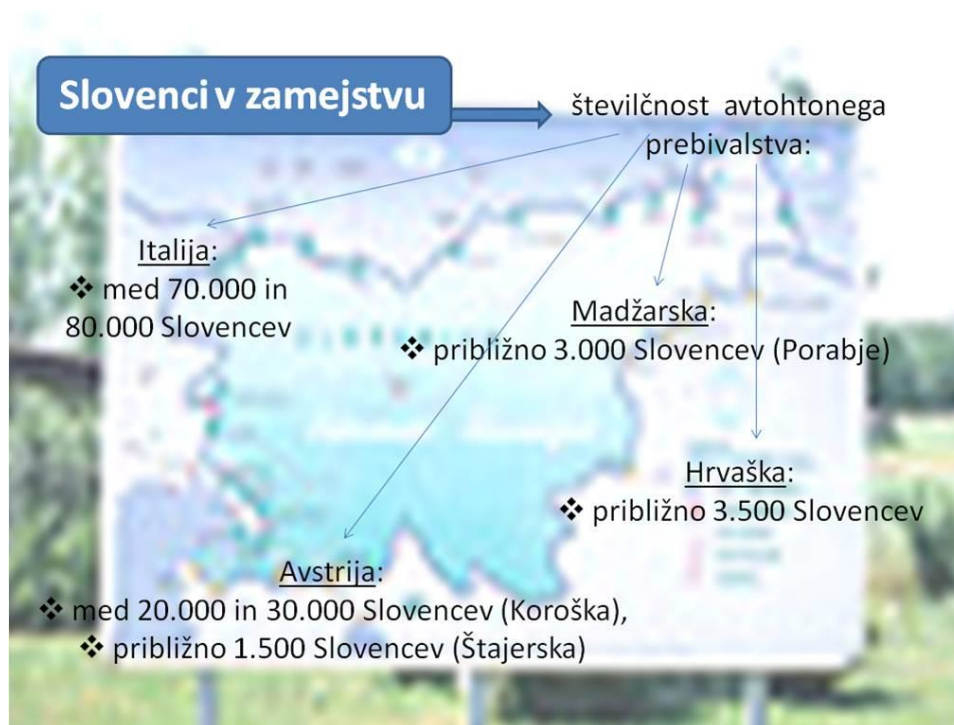 Slovenci v zamejstvu
številčnost avtohtonega
prebivalstva:
Italija:
❖ med 70.000 in
80.000 Slovencev
Madžarska:
❖ približno 3.000 Slovencev (Porabje)
Hrvaška:
❖ približno 3.500 Slovencev
Avstrija:
❖ med 20.000 in 30.000 Slovencev (Koroška),
❖ približno 1.500 Slovencev (Štajerska)